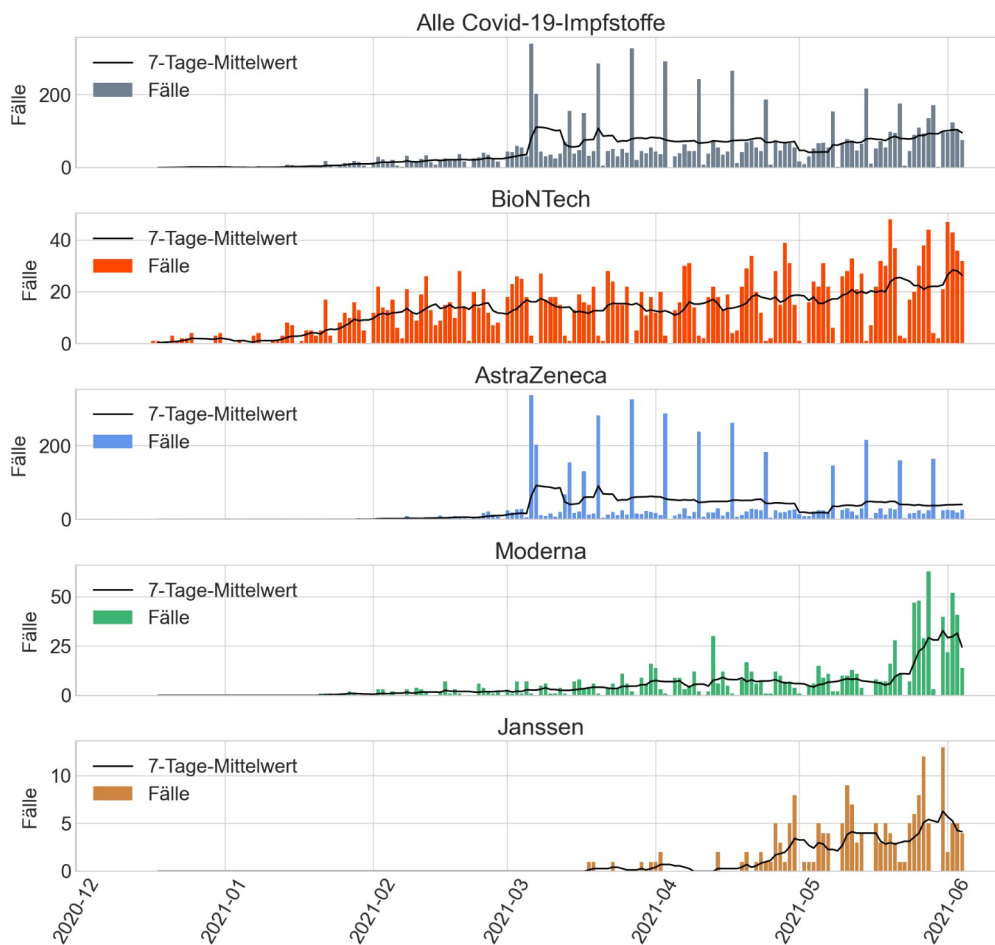 Alle Covid-19-Impfstoffe
7-Tage-Mittelwert
Fälle
Fälle
200
0
BioNTech
7-Tage-Mittelwert
Fälle
Fälle
40
20
0
AstraZeneca
7-Tage-Mittelwert
Fälle
Fälle
200
0
Moderna
7-Tage-Mittelwert
Fälle
Fälle
50
25
0
Janssen
7-Tage-Mittelwert
Fälle
Fälle
10
5
0
2020-12
2021-01
2021-02
2021-03
2021-04
2021-05
2021-06